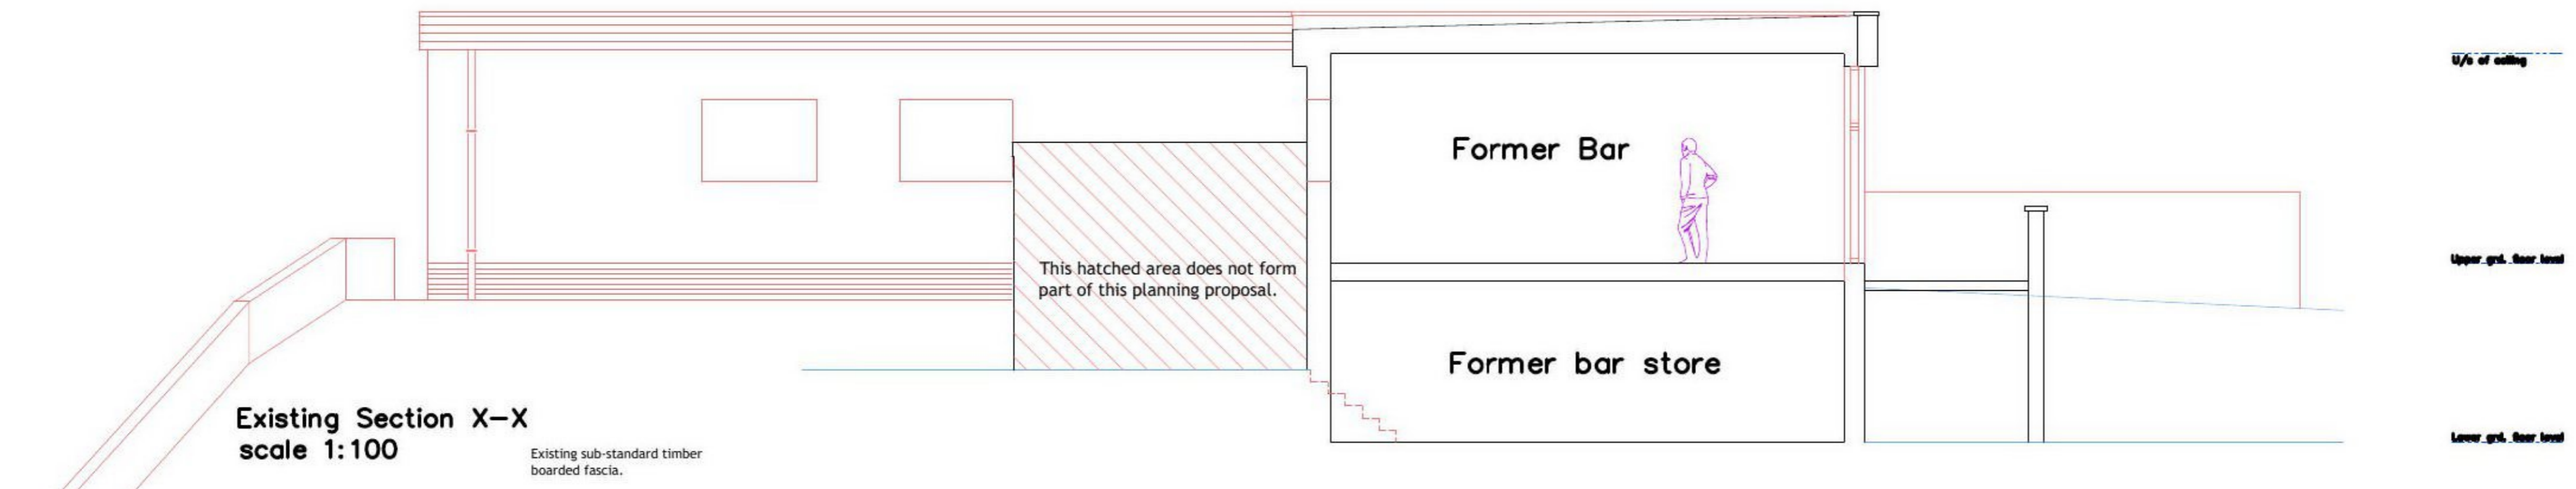 U/s of ceiling
Former Bar
Upper grd. floor level
This hatched area does not form
part of this planning proposal.
Former bar store
Existing Section X-X
scale 1:100
Existing sub-standard timber
boarded fascia.
Lower grd. floor level